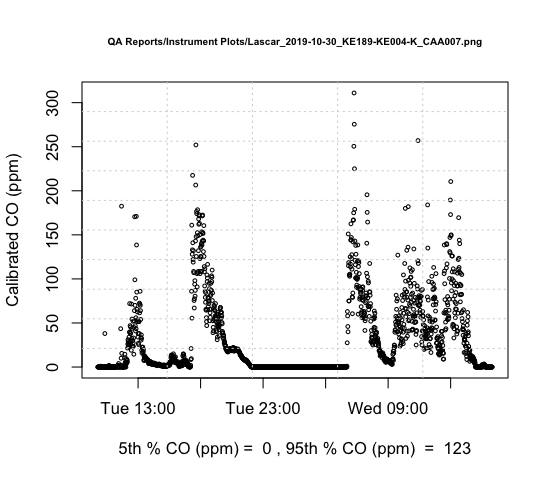 QA Reports/Instrument Plots/Lascar_2019-10-30_KE189-KE004-K_CAA007.png
Calibrated CO (ppm)
300
250
200
150
100
50
0
Tue 13:00 Tue 23:00 Wed 09:00
5th % CO (ppm) = 0 , 95th % CO (ppm) = 123